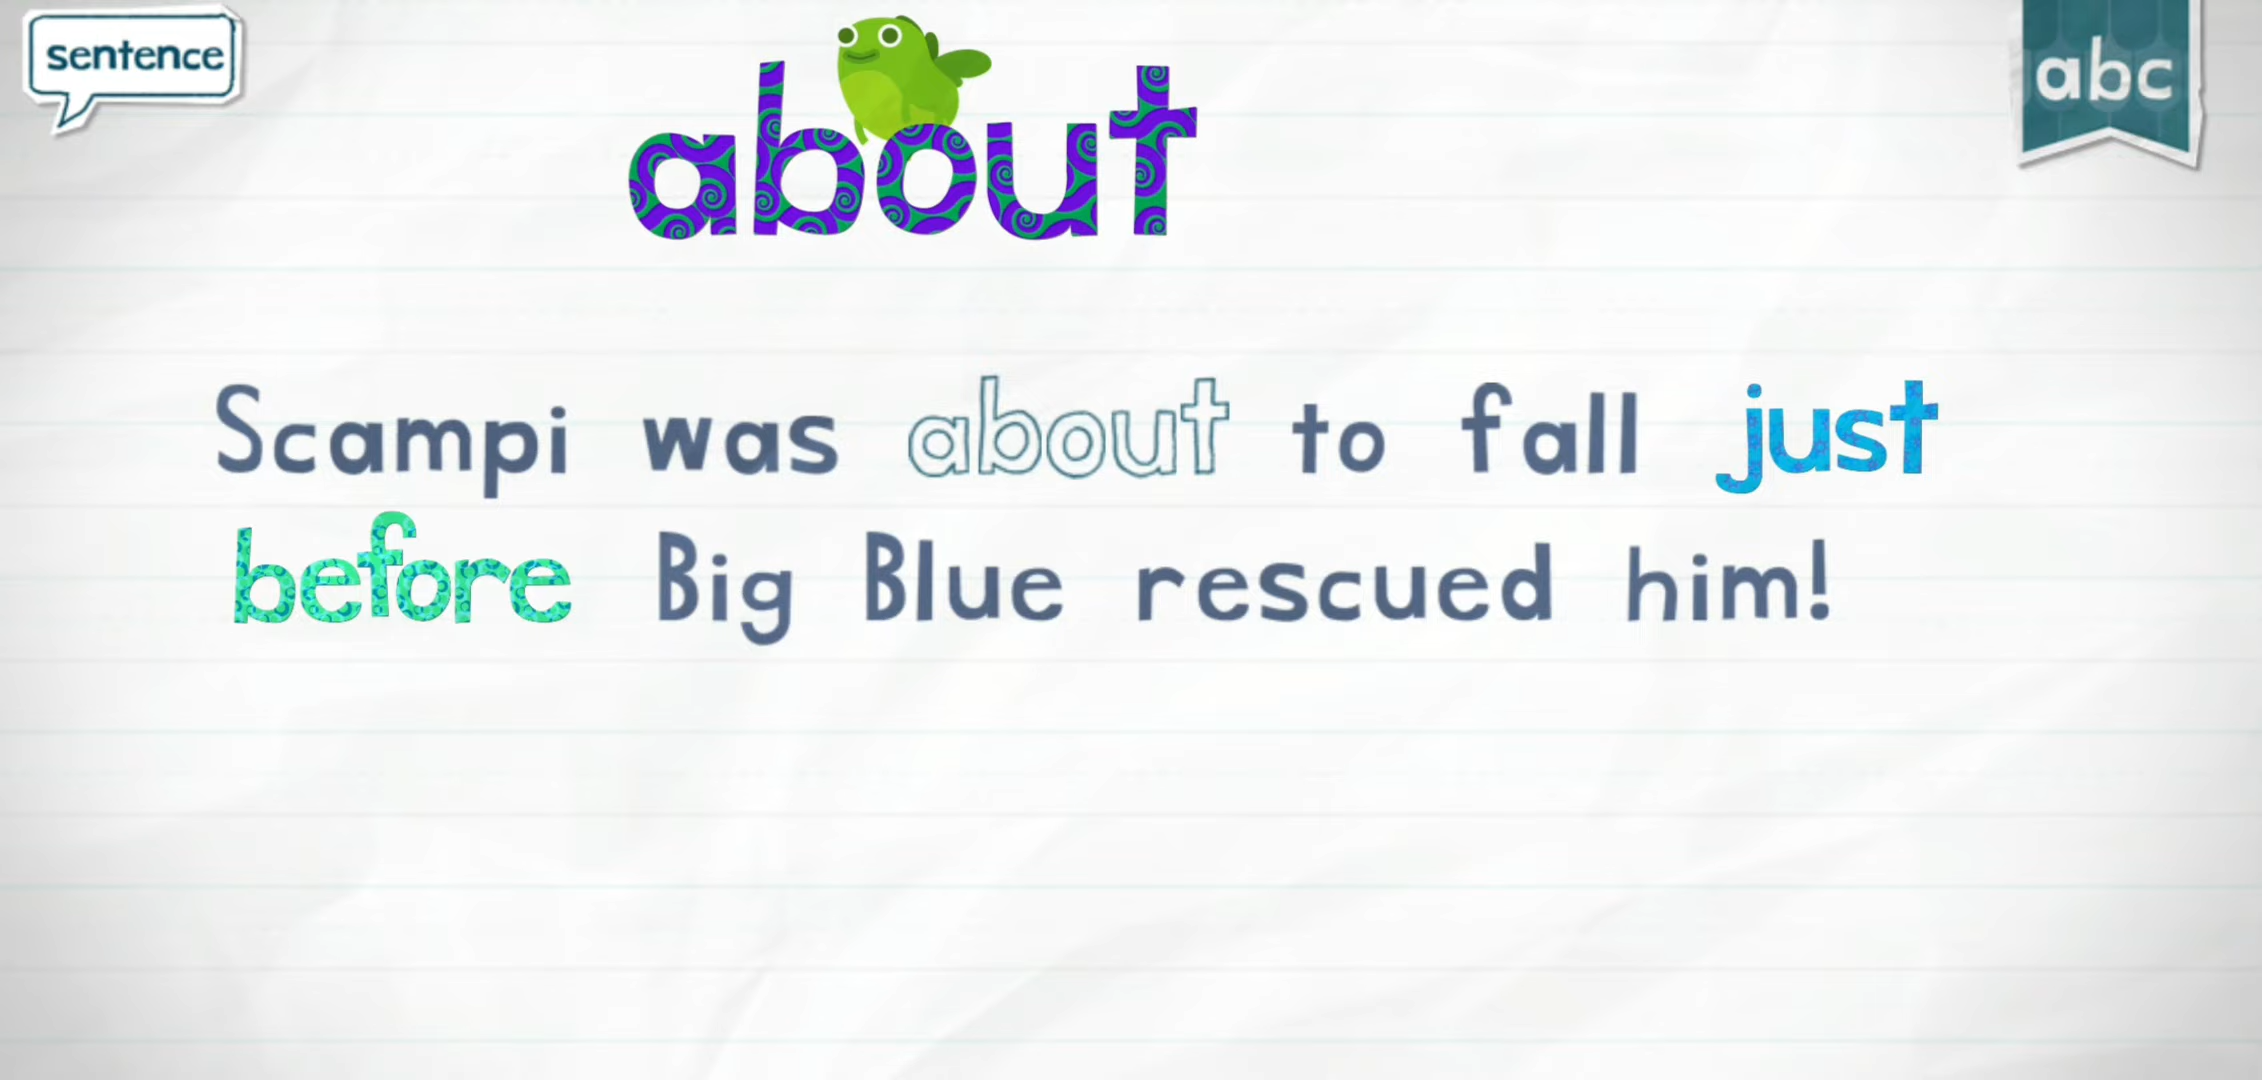 sentence
abc
about
Scampi was about to fall just
before Big Blue rescued him!